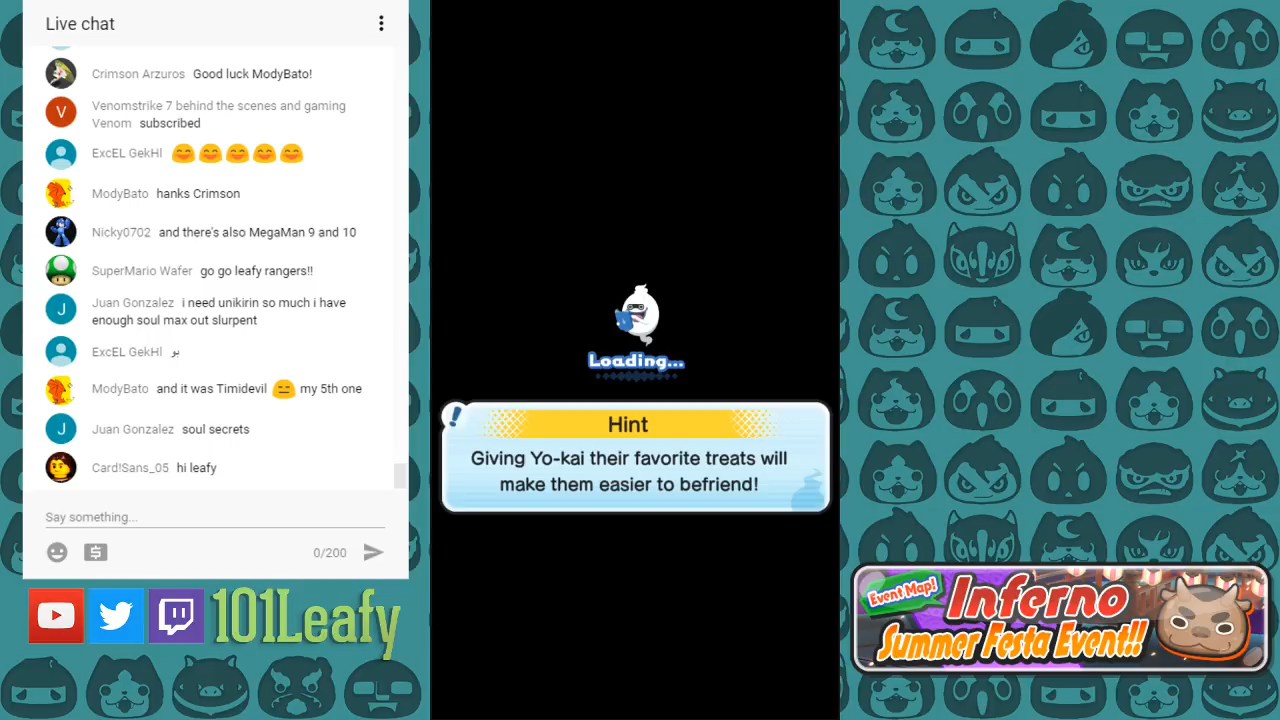 Live chat
Crimson Arzuros Good luck ModyBato!
V
Venomstrike 7 behind the scenes and gaming
Venom subscribed
ExcEL GekHl
ModyBato hanks Crimson
Nicky0702 and there's also MegaMan 9 and 10
SuperMario Wafer go go leafy rangers!!
J
Juan Gonzalez i need unikirin so much i have
enough soul max out slurpent
ExcEL GekHl بو
ModyBato and it was Timidevil my 5th one
J
Juan Gonzalez soul secrets
Card!Sans_05 hi leafy
Say something...
0/200
101Leafy
Loading...
Hint
Giving Yo-kai their favorite treats will
make them easier to befriend!
Event Map!
Inferno
Summer Festa Event!!